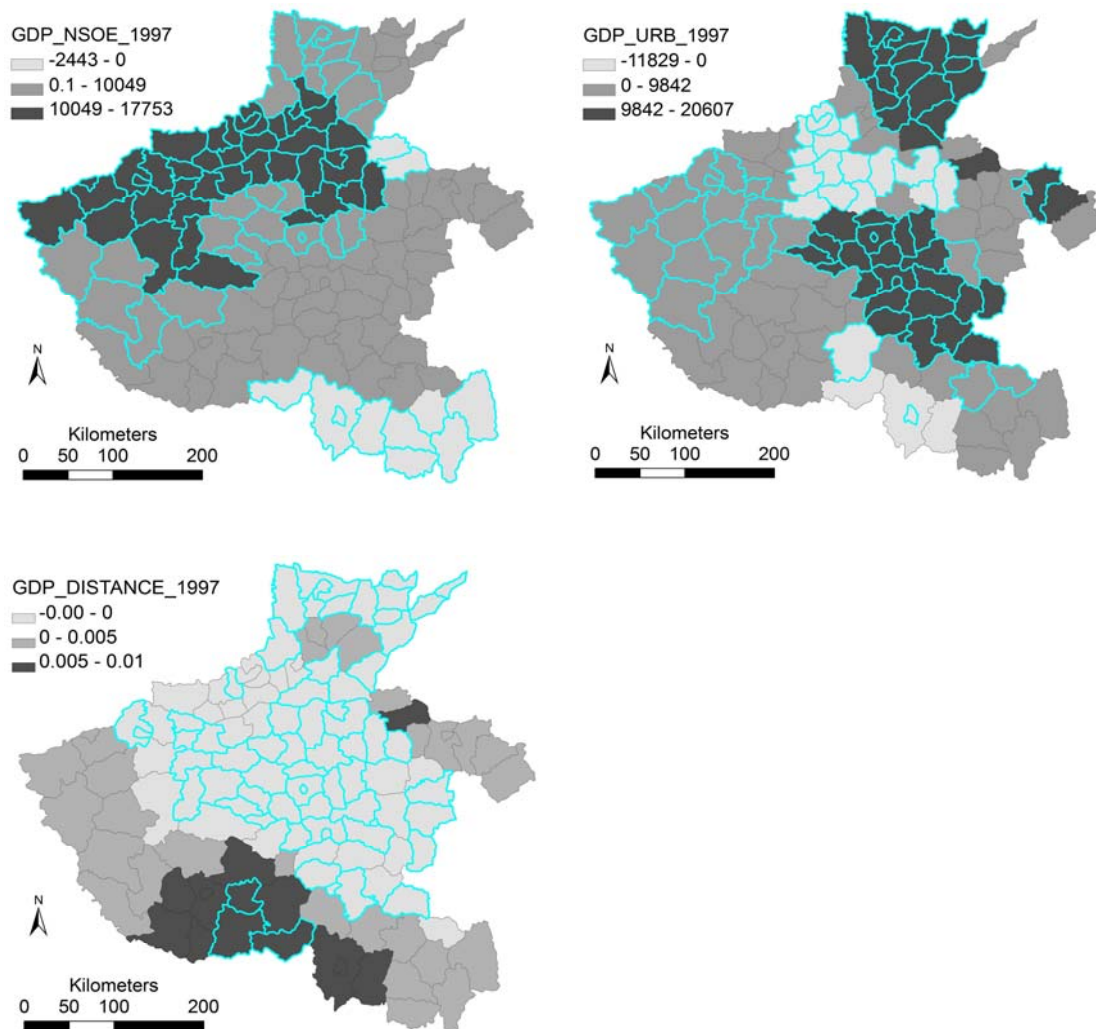 GDP_NSOE_1997
-2443 - 0
0.1 - 10049
10049 - 17753
N
Kilometers
0 50 100 200
GDP_URB_1997
-11829 - 0
0 - 9842
9842 - 20607
N
Kilometers
0 50 100 200
GDP_DISTANCE_1997
-0.00 - 0
0 - 0.005
0.005 - 0.01
N
Kilometers
0 50 100 200